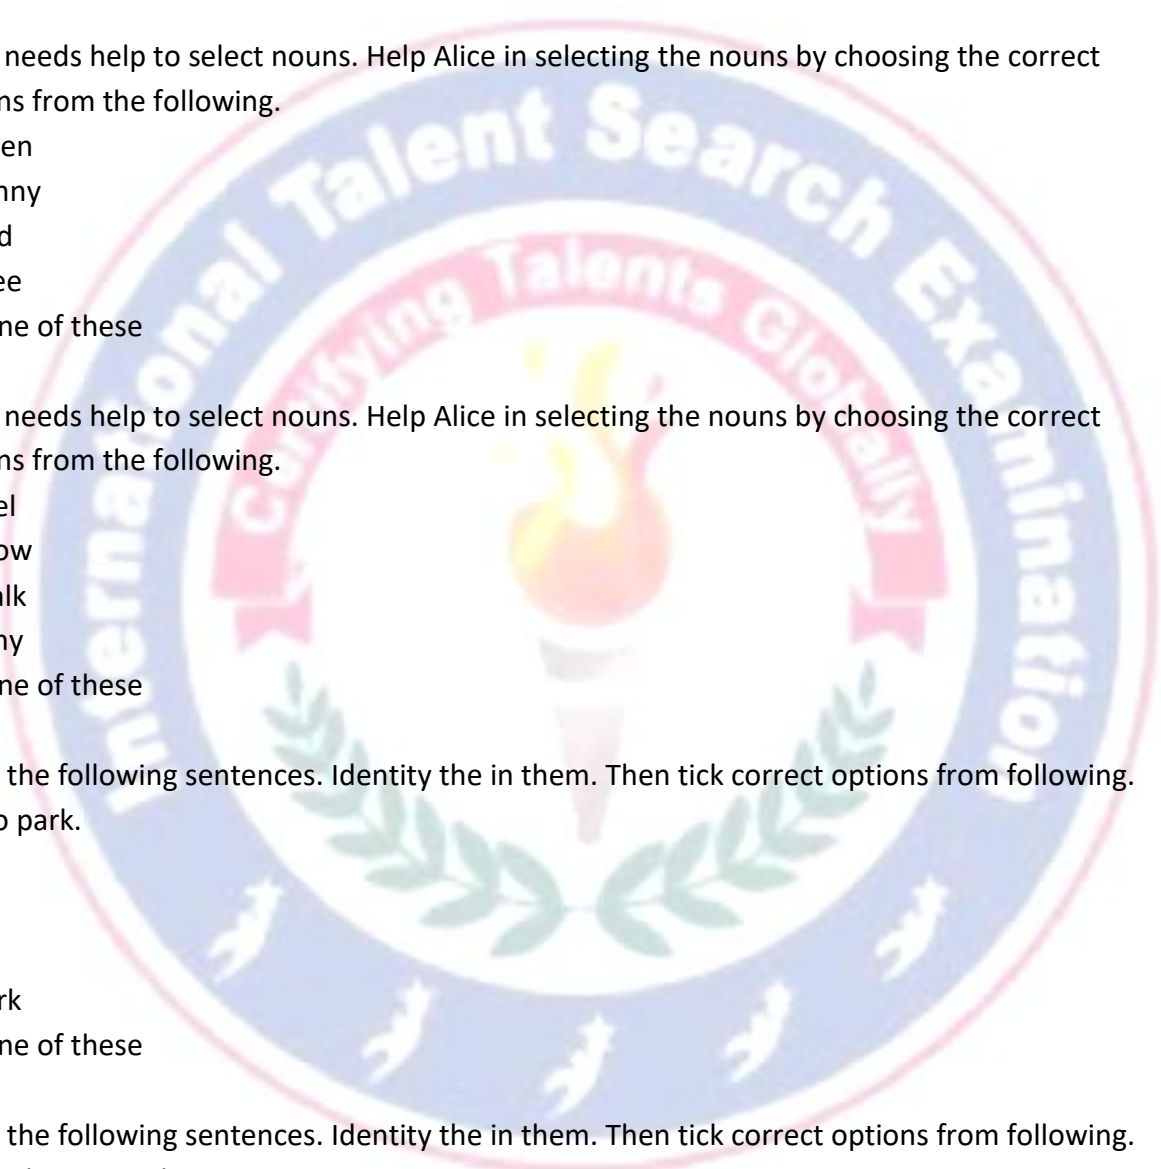 needs help to select nouns. Help Alice in selecting the nouns by choosing the correct
ns from the following.
en
nny
d
ee
ne of these
needs help to select nouns. Help Alice in selecting the nouns by choosing the correct
ns from the following.
el
ow
alk
ny
ne of these
the following sentences. Identity the in them. Then tick correct options from following.
o park.
rk
ne of these
the following sentences. Identity the in them. Then tick correct options from following.
International Talent Search Examination
Certifying Talents Globally